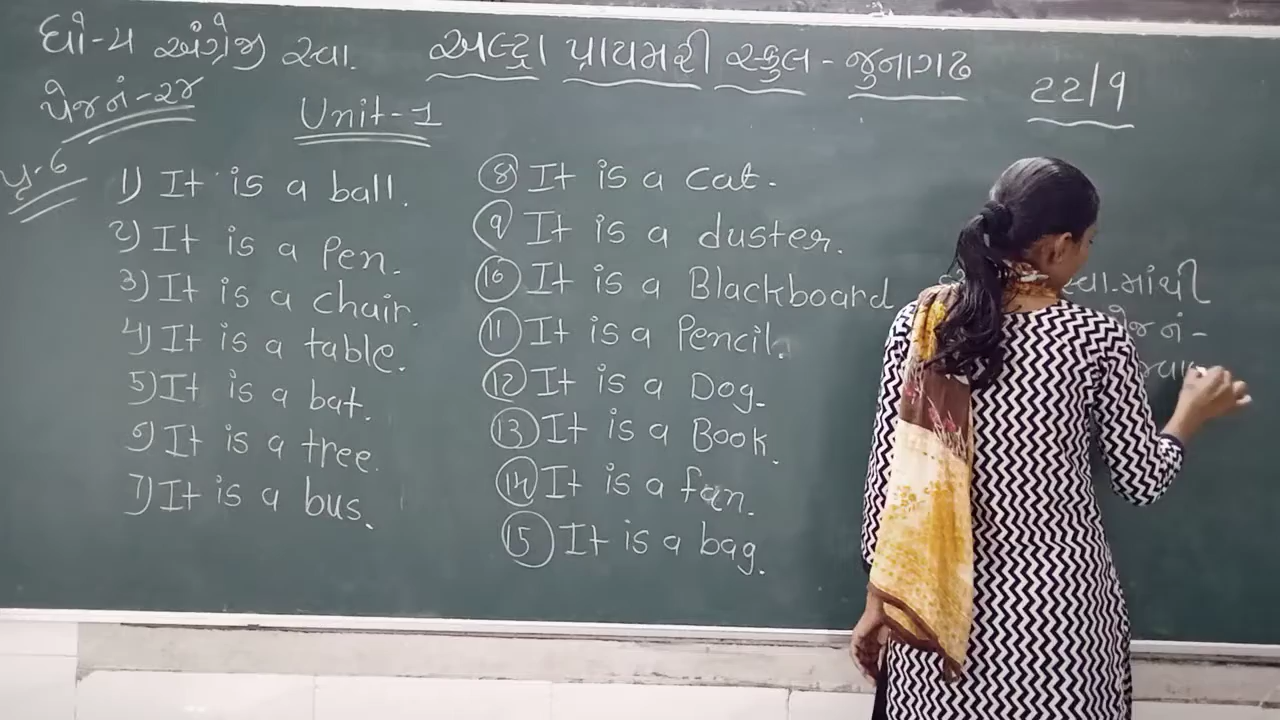 ધો-૫ અંગ્રેજી સ્વા.
પેજનં-૨૪
અલ્ટ્રા પ્રાયમરી સ્કુલ - જુનાગઢ
૨૨/૧
Unit-1
પ્ર.૬
1) It is a ball.
2) It is a Pen.
3) It is a chair.
4) It is a table.
5) It is a bat.
6) It is a tree.
7) It is a bus.
8 It is a cat.
9 It is a duster.
10 It is a Blackboard
11 It is a Pencil.
12 It is a Dog.
13 It is a Book.
14 It is a fan.
15 It is a bag.
સ્વા.માંથી
પેજનં-